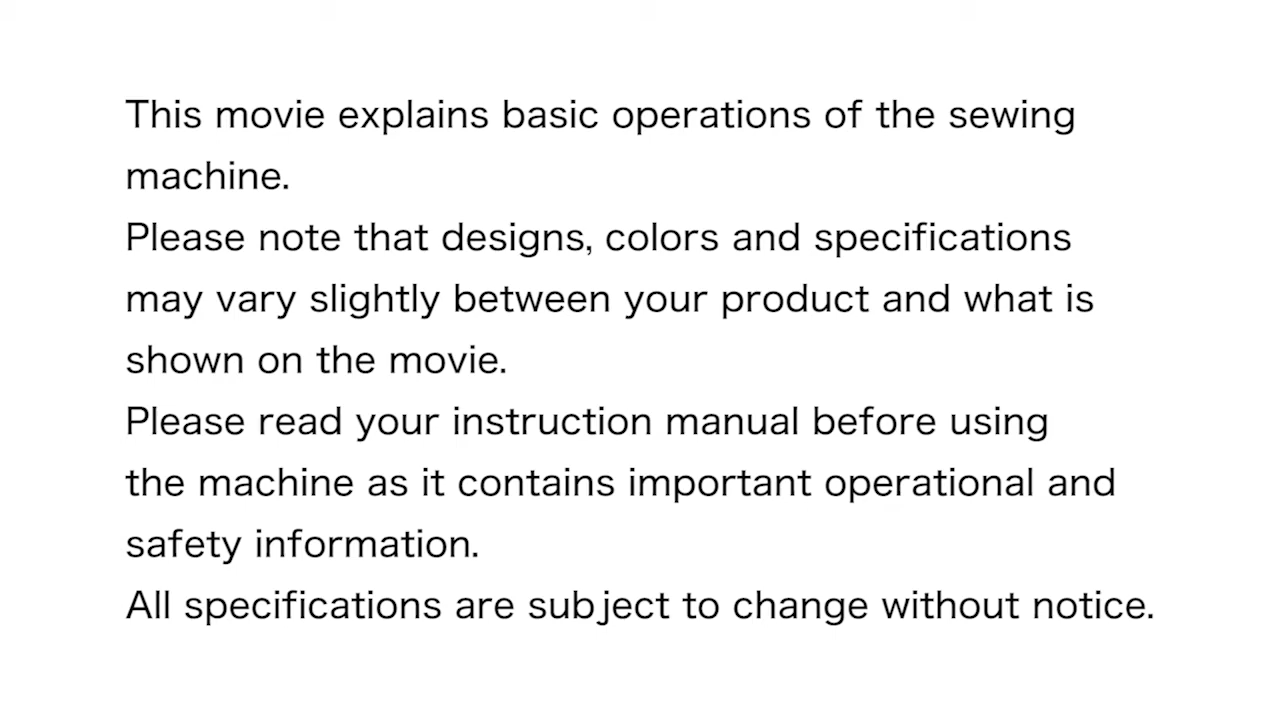 This movie explains basic operations of the sewing
machine.
Please note that designs, colors and specifications
may vary slightly between your product and what is
shown on the movie.
Please read your instruction manual before using
the machine as it contains important operational and
safety information.
All specifications are subject to change without notice.